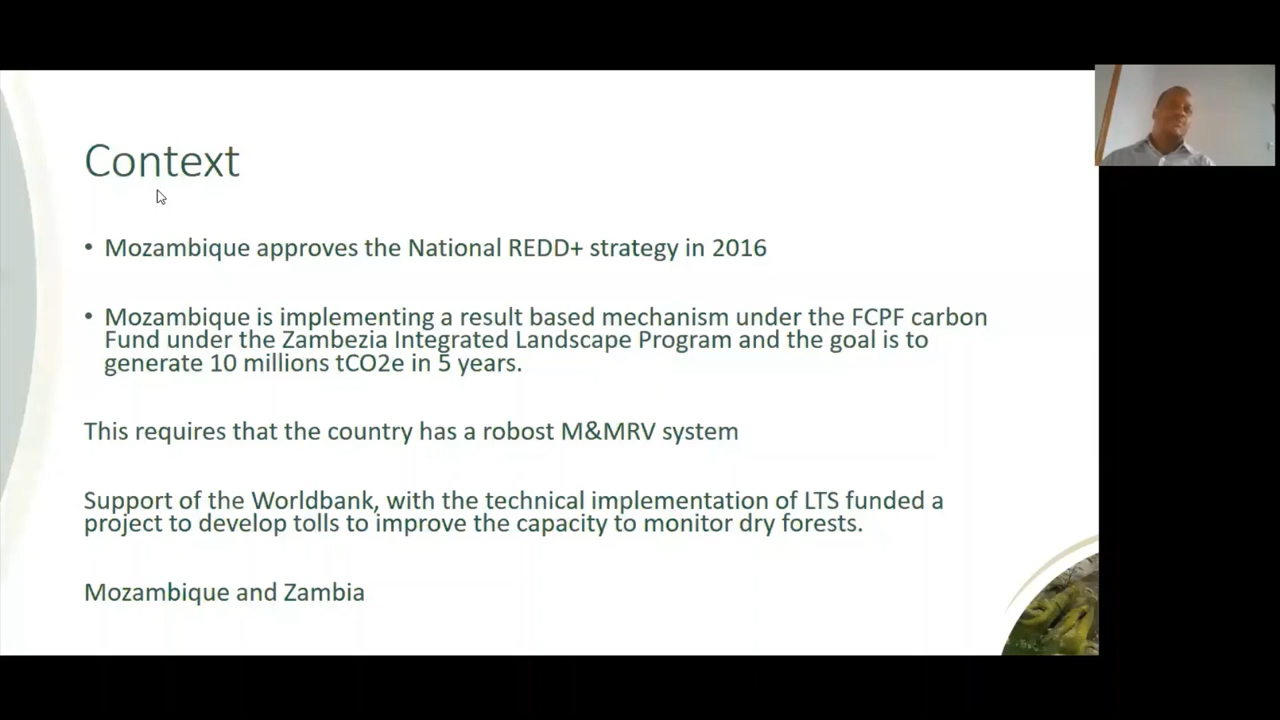 Context
• Mozambique approves the National REDD+ strategy in 2016
• Mozambique is implementing a result based mechanism under the FCPF carbon
Fund under the Zambezia Integrated Landscape Program and the goal is to
generate 10 millions tCO2e in 5 years.
This requires that the country has a robost M&MRV system
Support of the Worldbank, with the technical implementation of LTS funded a
project to develop tolls to improve the capacity to monitor dry forests.
Mozambique and Zambia